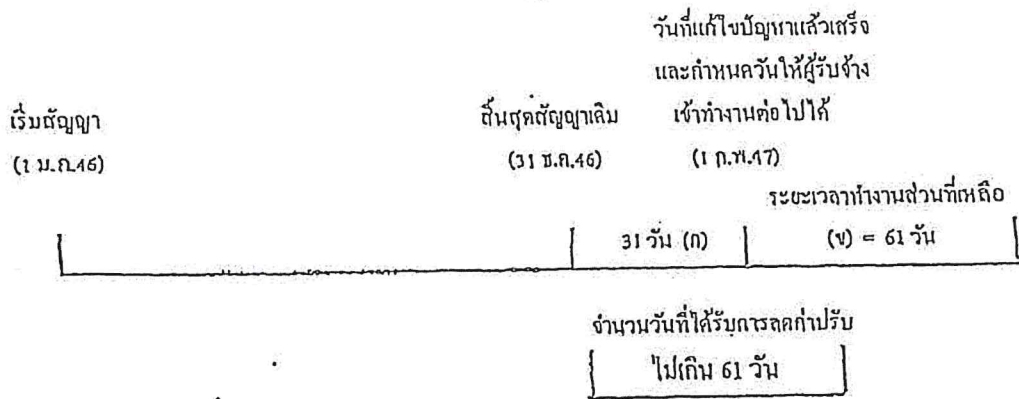 วันที่แก้ไขปัญหาแล้วเสร็จ
และกำหนดวันให้ผู้รับจ้าง
เริ่มสัญญา สิ้นสุดสัญญาเดิม เข้าทำงานต่อไปได้
(1 ม.ค.46) (31 ธ.ค.46) (1 ก.พ.47)
ระยะเวลาทำงานส่วนที่เหลือ
31 วัน (ก) (ข) = 61 วัน
จำนวนวันที่ได้รับการลดค่าปรับ
ไม่เกิน 61 วัน